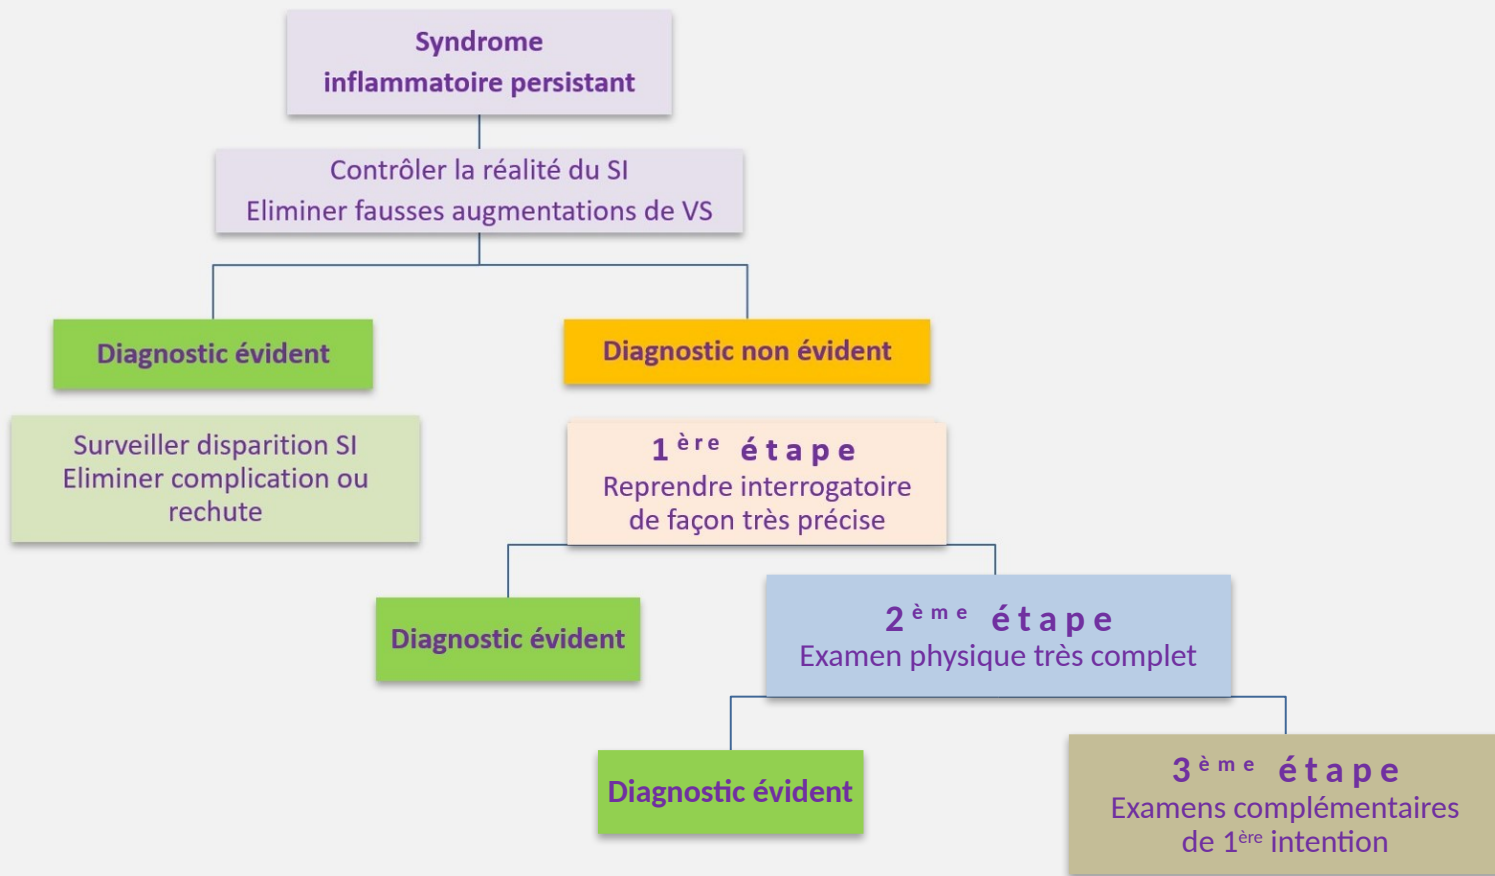 Syndrome
inflammatoire persistant
Contrôler la réalité du SI
Eliminer fausses augmentations de VS
Diagnostic évident
Diagnostic non évident
Surveiller disparition SI
Eliminer complication ou
rechute
1ère étape
Reprendre interrogatoire
de façon très précise
Diagnostic évident
2ème étape
Examen physique très complet
Diagnostic évident
3ème étape
Examens complémentaires
de 1ère intention